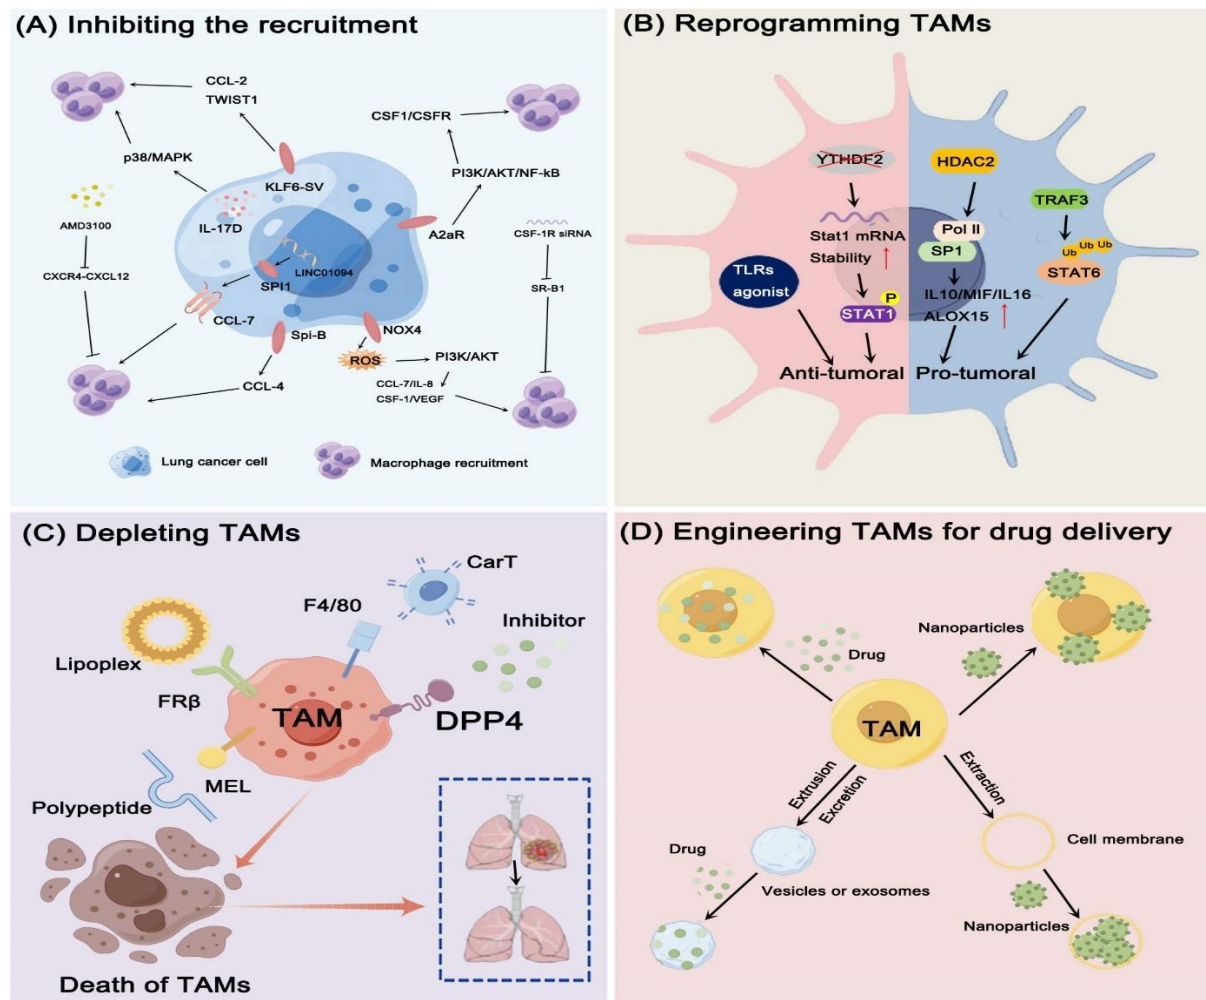 (A) Inhibiting the recruitment
CCL-2
TWIST1
CSF1/CSFR
p38/MAPK
KLF6-SV
PI3K/AKT/NF-kB
AMD3100
IL-17D
A2aR
CSF-1R siRNA
CXCR4-CXCL12
LINC01094
SPI1
SR-B1
CCL-7
Spi-B
NOX4
ROS
PI3K/AKT
CCL-4
CCL-7/IL-8
CSF-1/VEGF
Lung cancer cell
Macrophage recruitment
(B) Reprogramming TAMs
YTHDF2
HDAC2
TRAF3
Stat1 mRNA
Stability
Pol II
SP1
Ub Ub Ub
STAT6
TLRs
agonist
P
STAT1
IL10/MIF/IL16
ALOX15
Anti-tumoral
Pro-tumoral
(C) Depleting TAMs
CarT
F4/80
Inhibitor
Lipoplex
FRβ
TAM
DPP4
MEL
Polypeptide
Death of TAMs
(D) Engineering TAMs for drug delivery
Drug
Nanoparticles
TAM
Extrusion
Excretion
Extraction
Drug
Vesicles or exosomes
Cell membrane
Nanoparticles